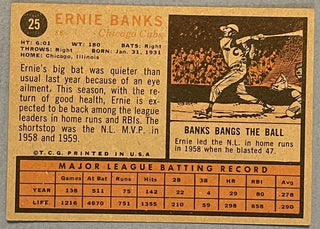 25
ERNIE BANKS
ss- Chicago Cubs
HT: 6:01 WT: 180 BATS: Right
THROWS: Right BORN: Jan. 31, 1931
HOME: Chicago, Illinois
Ernie's big bat was quieter than
usual last year because of an eye
ailment. This season, with the re-
turn of good health, Ernie is expect-
ed to be back among the league
leaders in home runs and RBIs. The
shortstop was the N.L. M.V.P. in
1958 and 1959.
©T.C.G. PRINTED IN U.S.A.
BANKS BANGS THE BALL
Ernie led the N.L. in home runs
in 1958 when he blasted 47.
MAJOR LEAGUE BATTING RECORD
Games At Bat Runs Hits 2B 3B HR RBI Avg.
YEAR 138 511 75 142 22 4 29 80 .278
LIFE 1216 4670 751 1355 210 59 298 858 .290